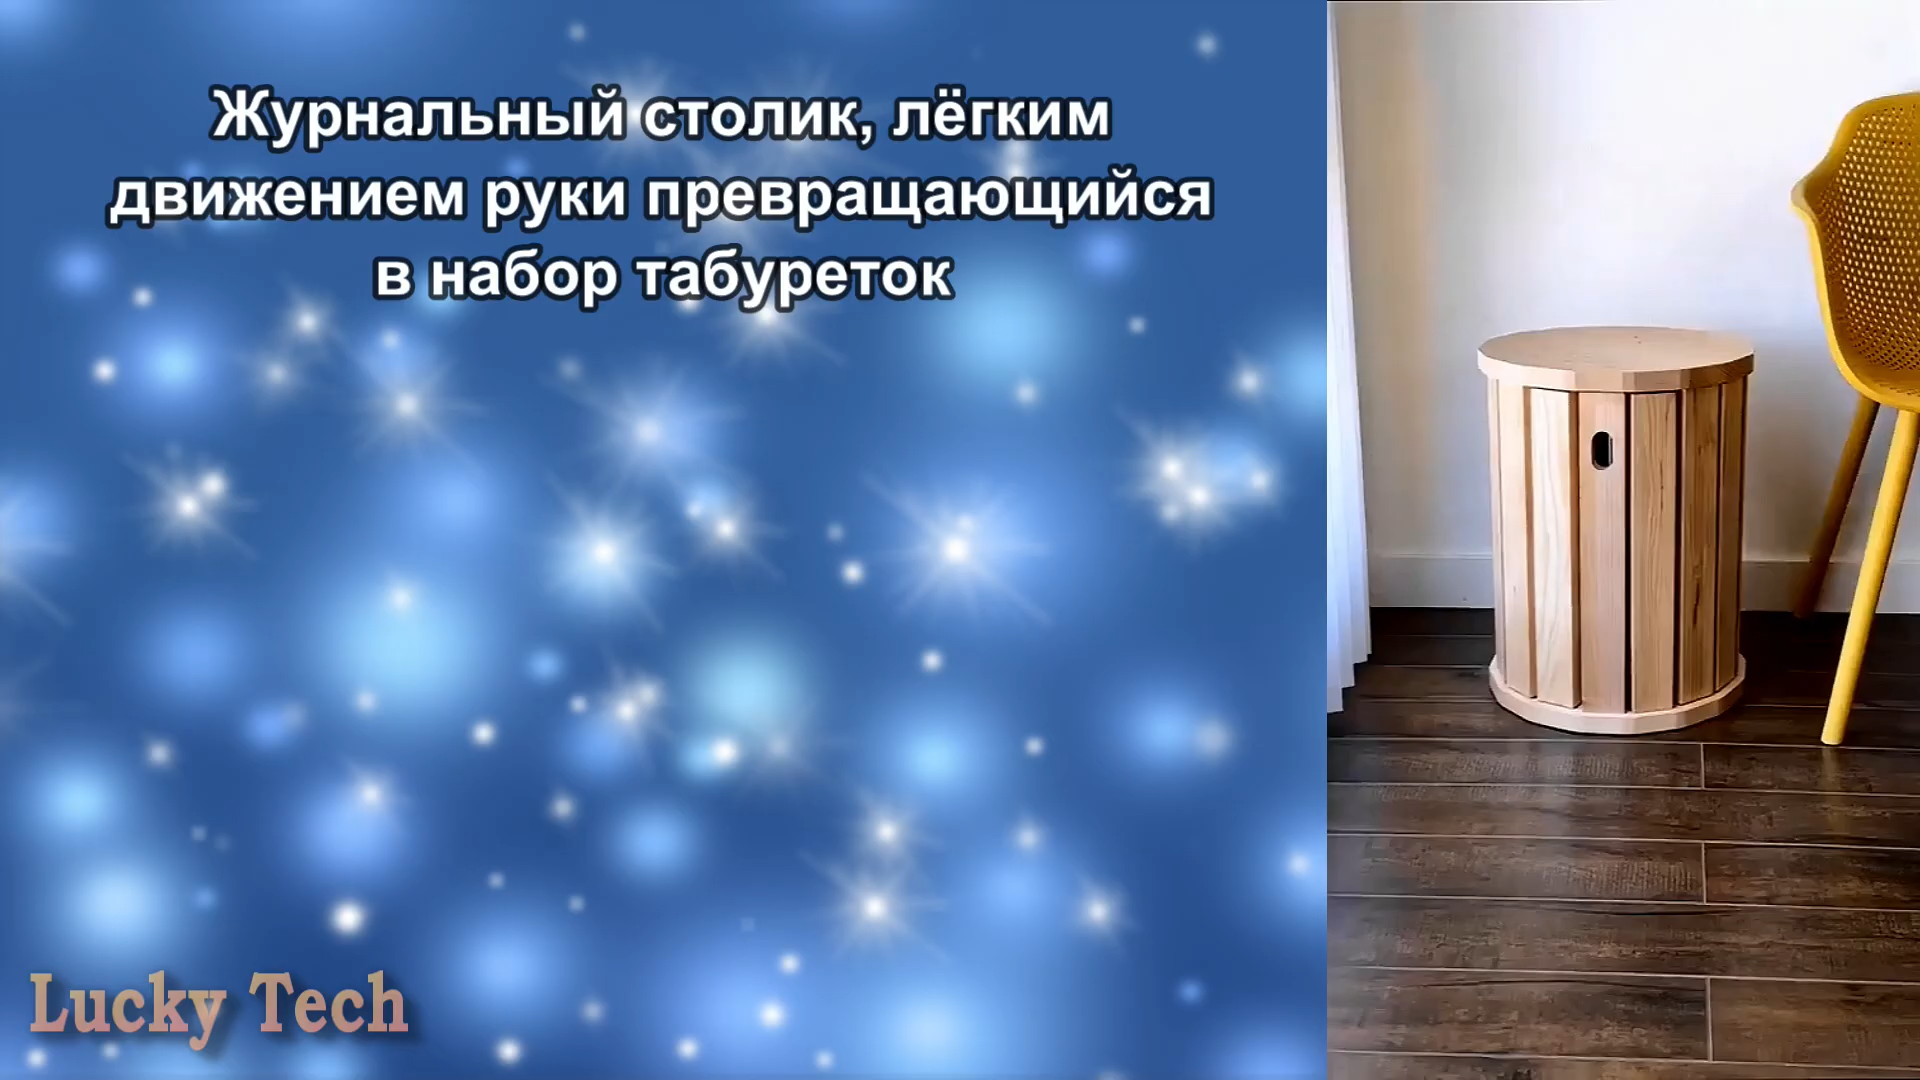 Журнальный столик, лёгким
движением руки превращающийся
в набор табуреток
Lucky Tech